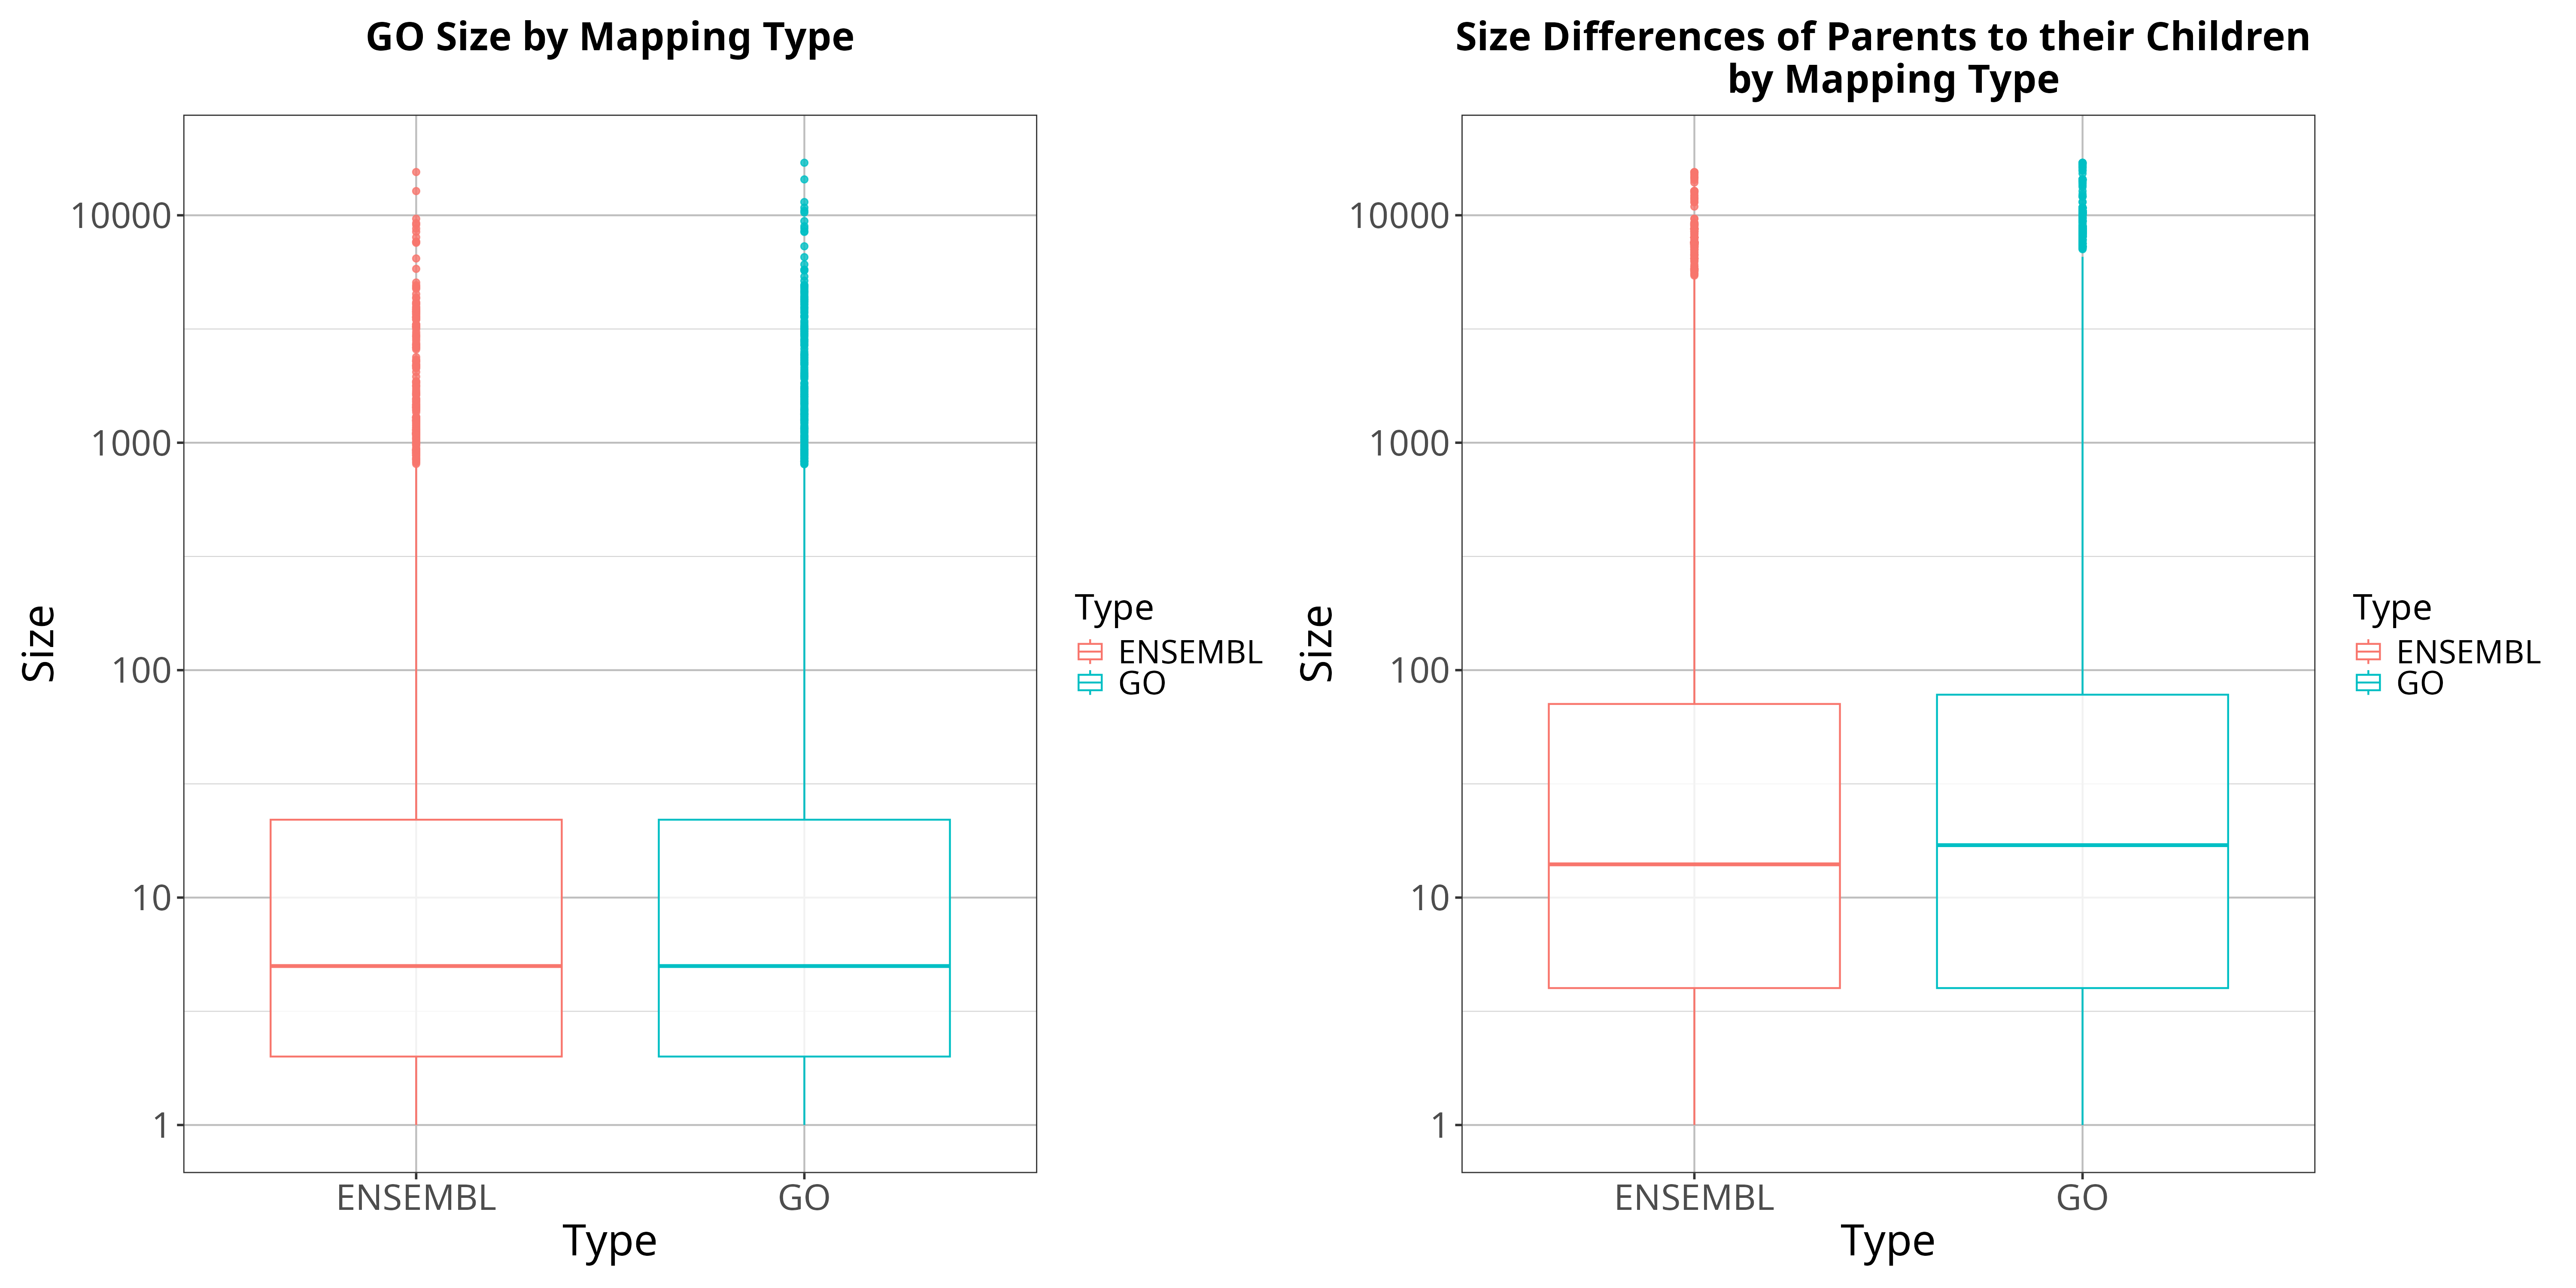 GO Size by Mapping Type
Size
10000
1000
100
10
1
ENSEMBL
GO
Type
Type
ENSEMBL
GO
Size Differences of Parents to their Children
by Mapping Type
Size
10000
1000
100
10
1
ENSEMBL
GO
Type
Type
ENSEMBL
GO